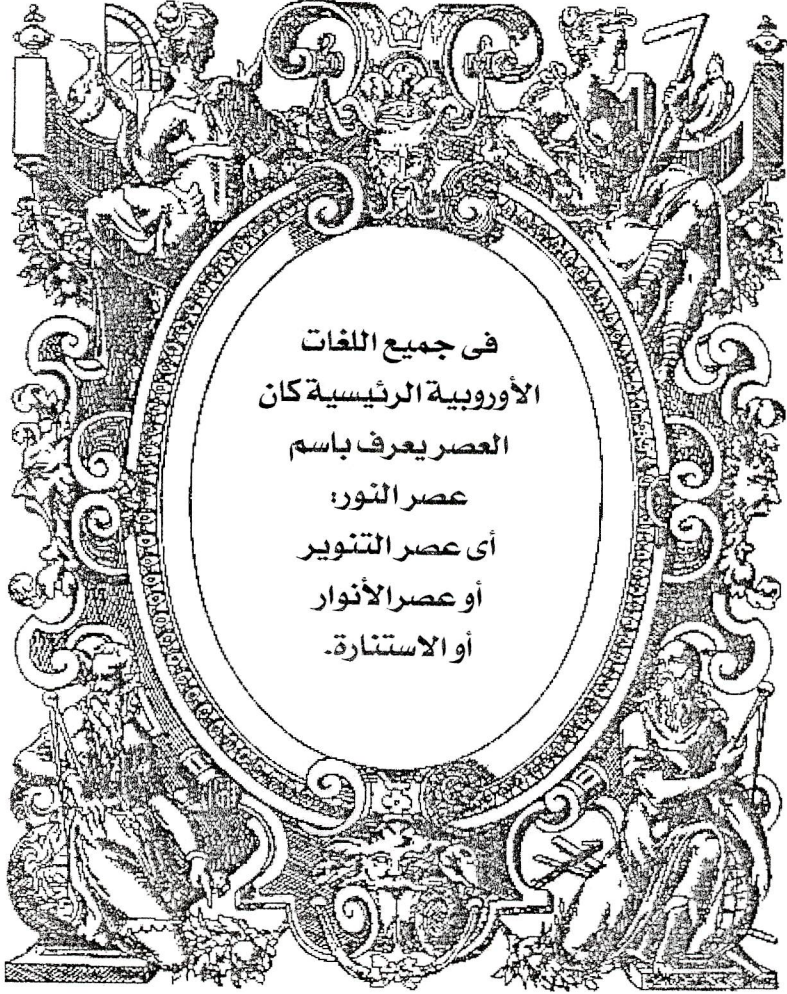 فى جميع اللغات
الأوروبية الرئيسية كان
العصر يعرف باسم
عصر النور؛
أى عصر التنوير
أو عصر الأنوار
أو الاستنارة.